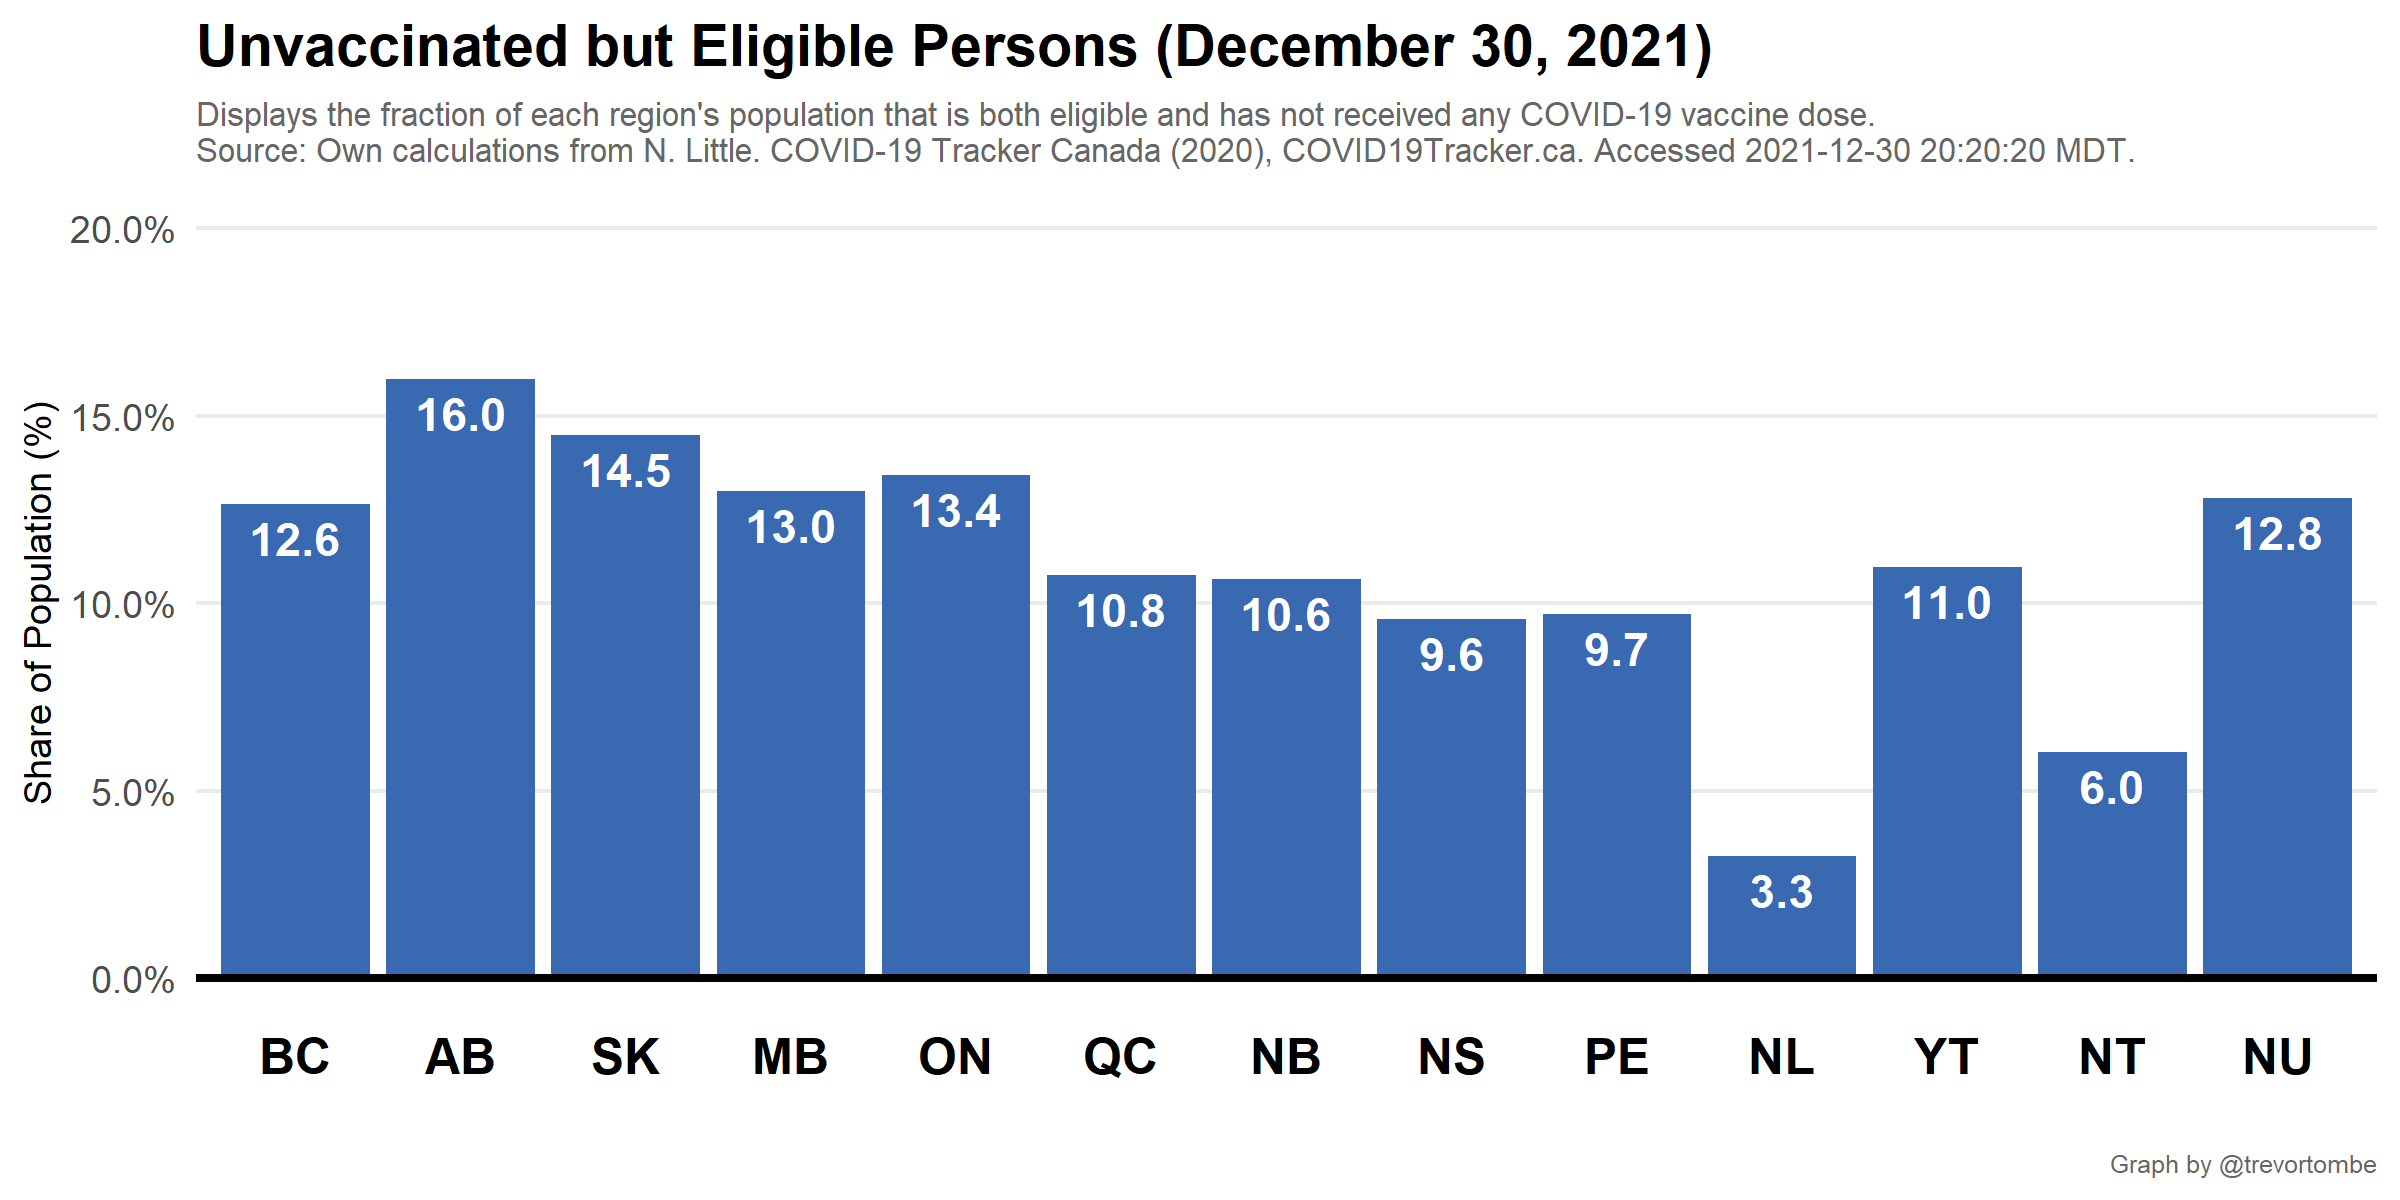 Unvaccinated but Eligible Persons (December 30, 2021)
Displays the fraction of each region's population that is both eligible and has not received any COVID-19 vaccine dose.
Source: Own calculations from N. Little. COVID-19 Tracker Canada (2020), COVID19Tracker.ca. Accessed 2021-12-30 20:20:20 MDT.
Share of Population (%)
20.0%
15.0%
10.0%
5.0%
0.0%
12.6
16.0
14.5
13.0
13.4
10.8
10.6
9.6
9.7
3.3
11.0
6.0
12.8
BC
AB
SK
MB
ON
QC
NB
NS
PE
NL
YT
NT
NU
Graph by @trevortombe